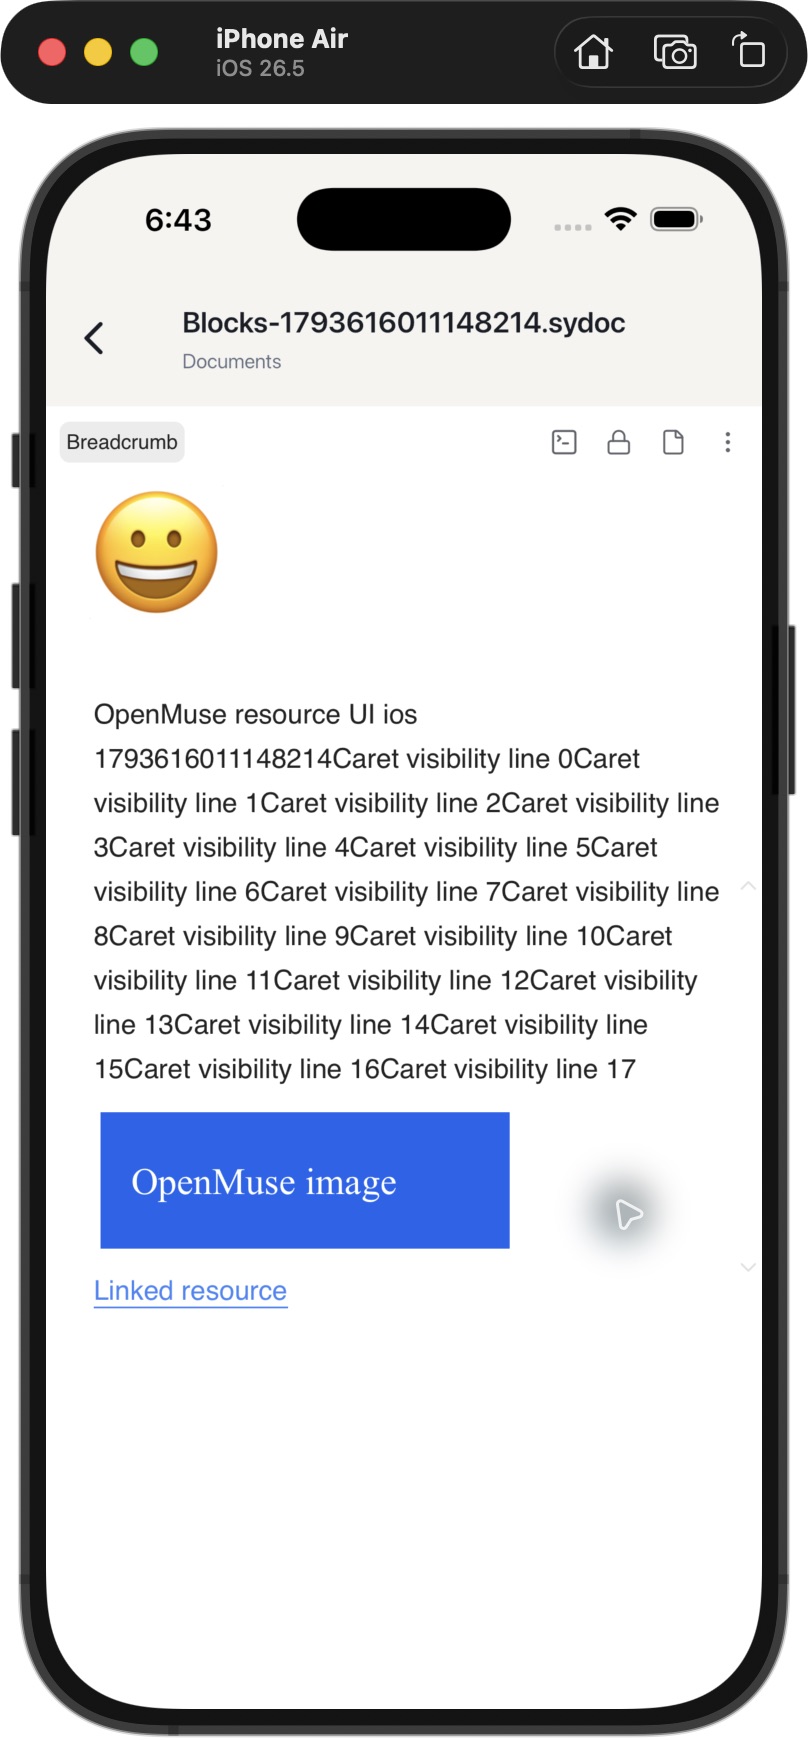 iPhone Air
iOS 26.5
6:43
Blocks-1793616011148214.sydoc
Documents
Breadcrumb
OpenMuse resource UI ios
1793616011148214Caret visibility line 0Caret
visibility line 1Caret visibility line 2Caret visibility line
3Caret visibility line 4Caret visibility line 5Caret
visibility line 6Caret visibility line 7Caret visibility line
8Caret visibility line 9Caret visibility line 10Caret
visibility line 11Caret visibility line 12Caret visibility
line 13Caret visibility line 14Caret visibility line
15Caret visibility line 16Caret visibility line 17
OpenMuse image
Linked resource